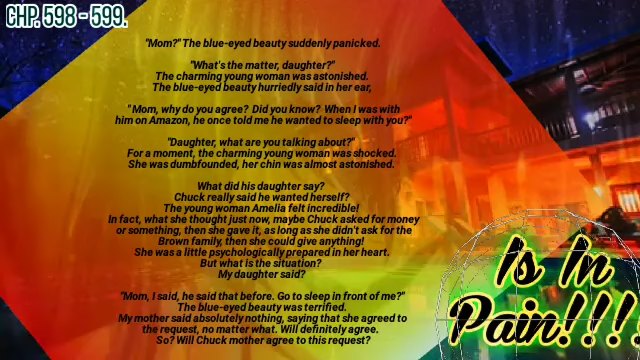 CHP. 598 - 599.
"Mom?" The blue-eyed beauty suddenly panicked.
"What's the matter, daughter?"
The charming young woman was astonished.
The blue-eyed beauty hurriedly said in her ear,
"Mom, why do you agree? Did you know? When I was with
him on Amazon, he once told me he wanted to sleep with you?"
"Daughter, what are you talking about?"
For a moment, the charming young woman was shocked.
She was dumbfounded, her chin was almost astonished.
What did his daughter say?
Chuck really said he wanted herself?
The young woman Amelia felt incredible!
In fact, what she thought just now, maybe Chuck asked for money
or something, then she gave it, as long as she didn't ask for the
Brown family, then she could give anything!
She was a little psychologically prepared in her heart.
But what is the situation?
My daughter said?
"Mom, I said, he said that before. Go to sleep in front of me?"
The blue-eyed beauty was terrified.
My mother said absolutely nothing, saying that she agreed to
the request, no matter what. Will definitely agree.
So? Will Chuck mother agree to this request?
Is In
Pain!!!!